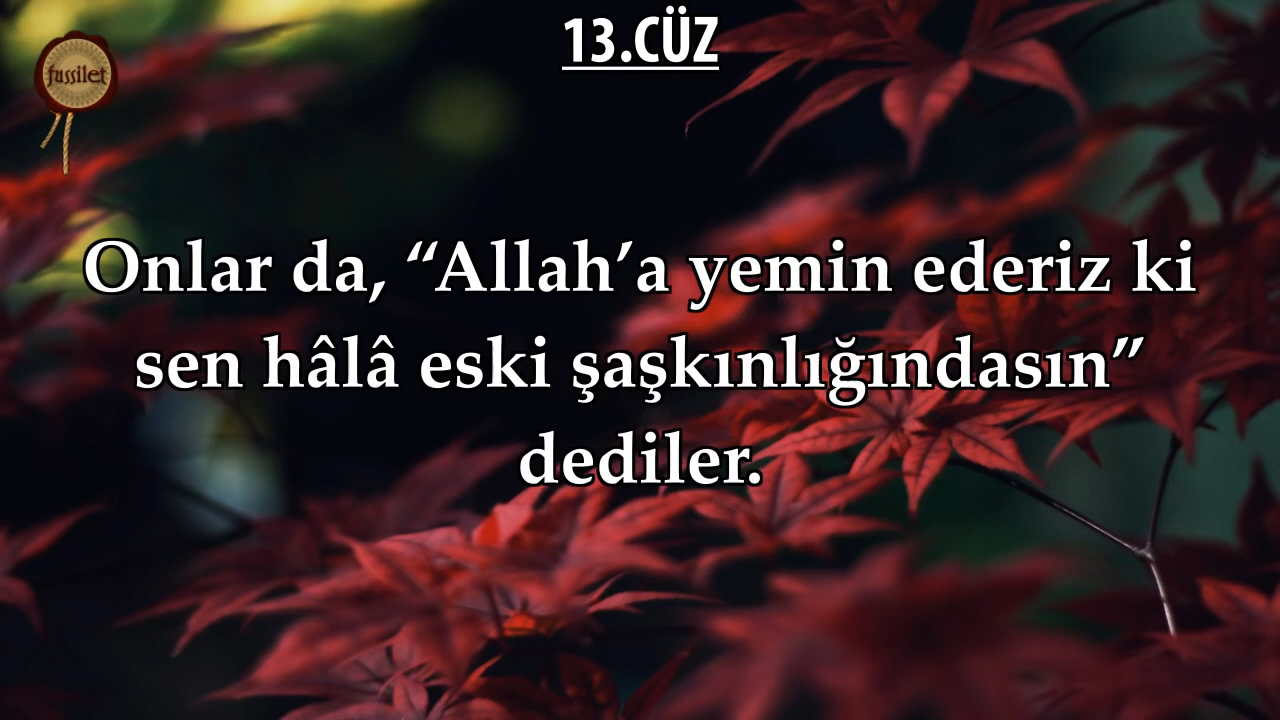 13.CÜZ
fussilet
Onlar da, “Allah’a yemin ederiz ki
sen hâlâ eski şaşkınlığındasın”
dediler.